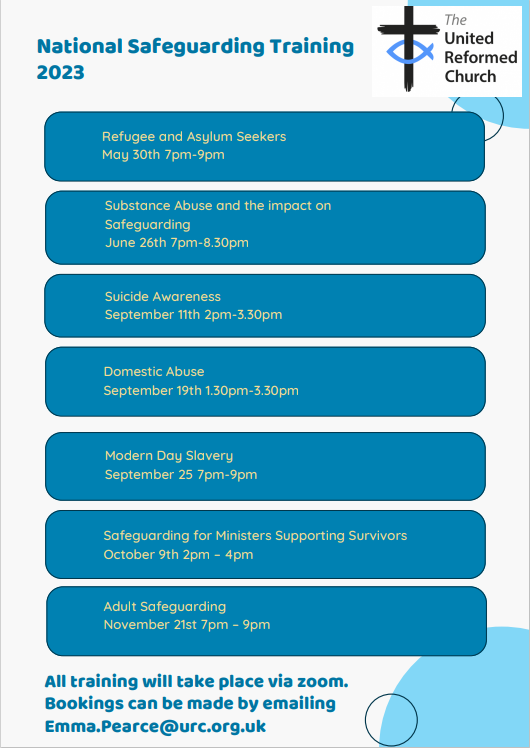 National Safeguarding Training
2023
The
United
Reformed
Church
Refugee and Asylum Seekers
May 30th 7pm-9pm
Substance Abuse and the impact on
Safeguarding
June 26th 7pm-8.30pm
Suicide Awareness
September 11th 2pm-3.30pm
Domestic Abuse
September 19th 1.30pm-3.30pm
Modern Day Slavery
September 25 7pm-9pm
Safeguarding for Ministers Supporting Survivors
October 9th 2pm – 4pm
Adult Safeguarding
November 21st 7pm – 9pm
All training will take place via zoom.
Bookings can be made by emailing
Emma.Pearce@urc.org.uk